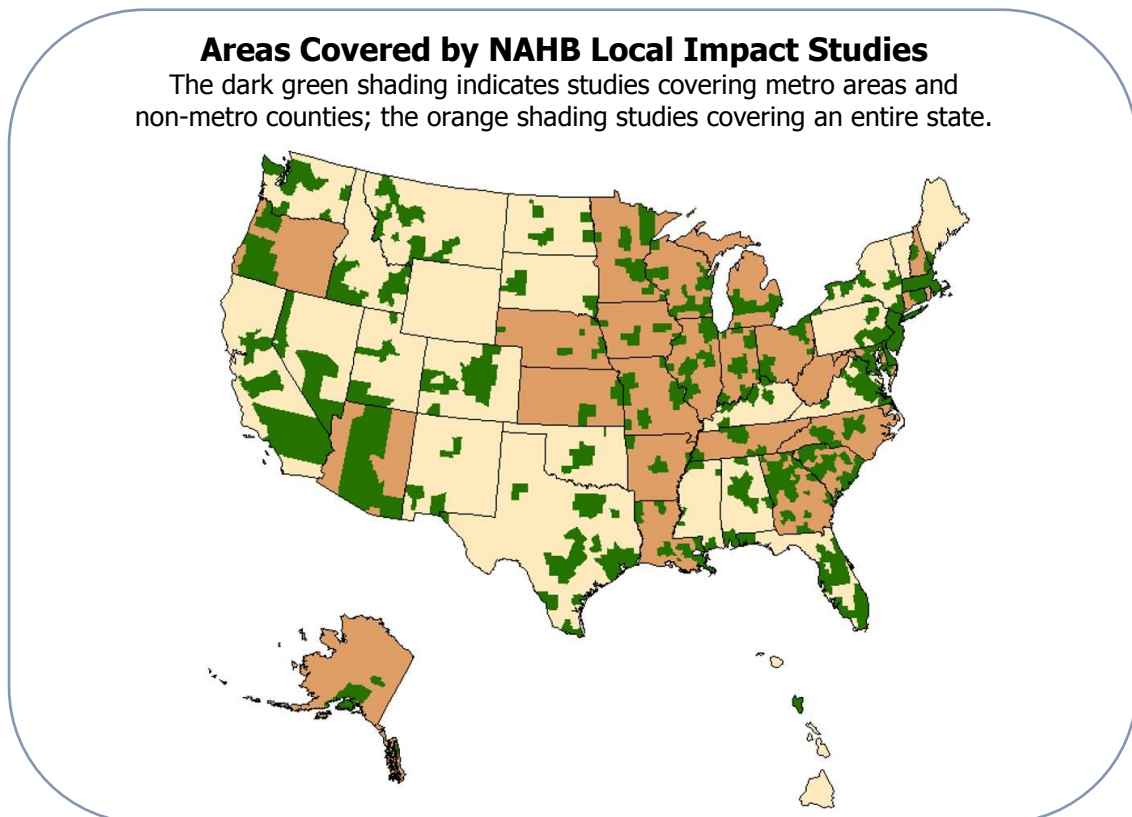 Areas Covered by NAHB Local Impact Studies
The dark green shading indicates studies covering metro areas and
non-metro counties; the orange shading studies covering an entire state.